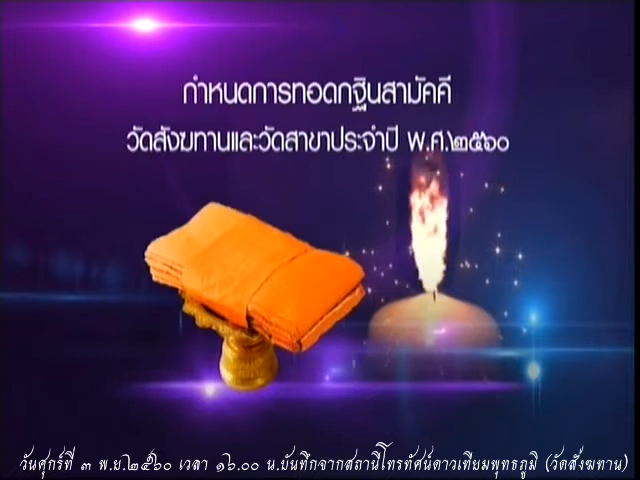 กำหนดการทอดกฐินสามัคคี
วัดสังฆทานและวัดสาขาประจำปี พ.ศ.๒๕๖๐
วันศุกร์ที่ ๓ พ.ย.๒๕๖๐ เวลา ๑๖.๐๐ น.บันทึกจากสถานีโทรทัศน์ดาวเทียมพุทธภูมิ (วัดสังฆทาน)